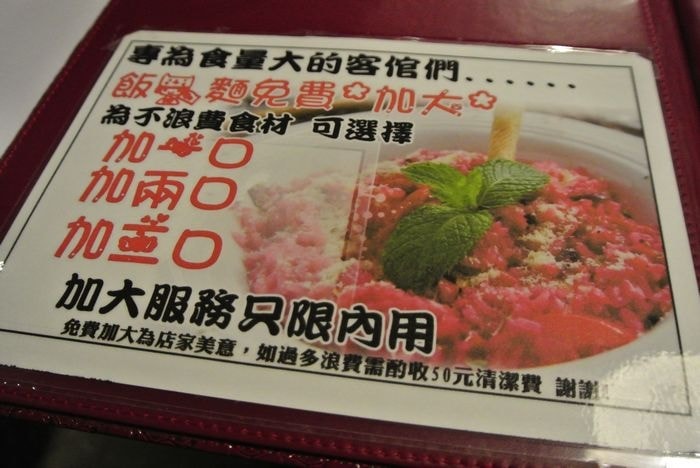 專為食量大的客倌們......
飯 麵免費*加大*
為不浪費食材 可選擇
加 口
加兩口
加 口
加大服務只限內用
免費加大為店家美意，如過多浪費需酌收50元清潔費 謝謝